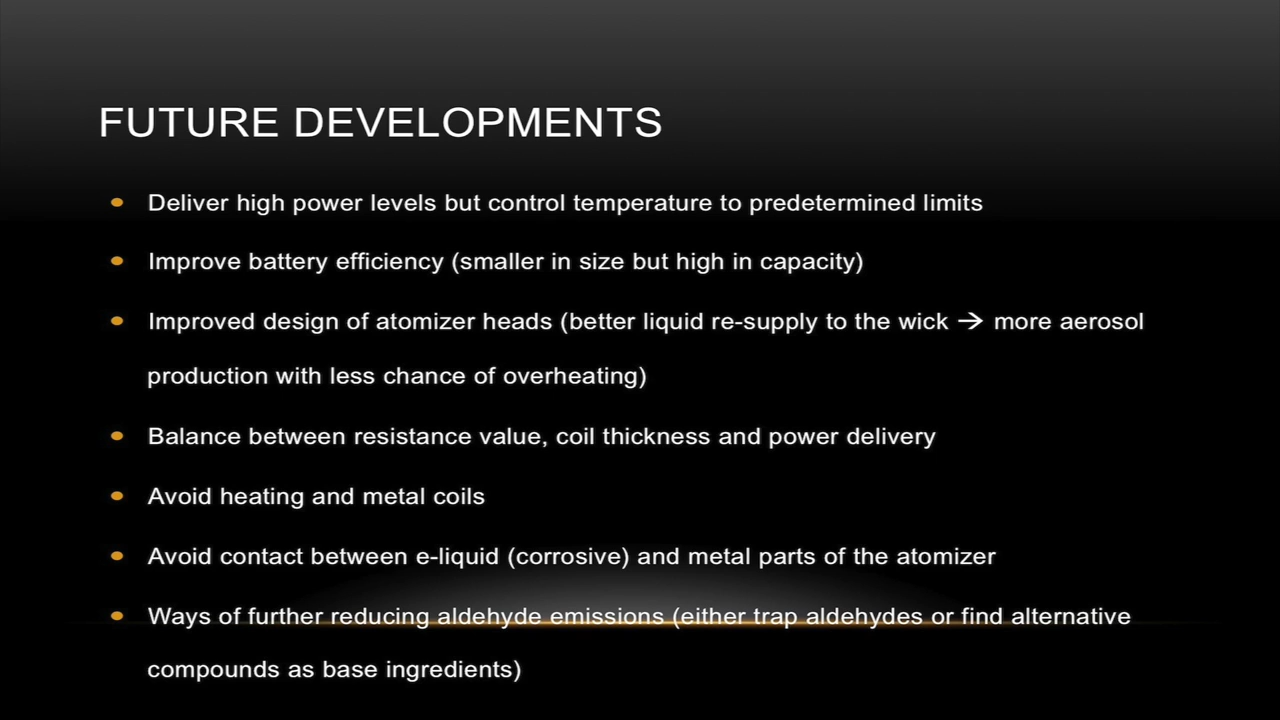 FUTURE DEVELOPMENTS
• Deliver high power levels but control temperature to predetermined limits
• Improve battery efficiency (smaller in size but high in capacity)
• Improved design of atomizer heads (better liquid re-supply to the wick → more aerosol
production with less chance of overheating)
• Balance between resistance value, coil thickness and power delivery
• Avoid heating and metal coils
• Avoid contact between e-liquid (corrosive) and metal parts of the atomizer
• Ways of further reducing aldehyde emissions (either trap aldehydes or find alternative
compounds as base ingredients)